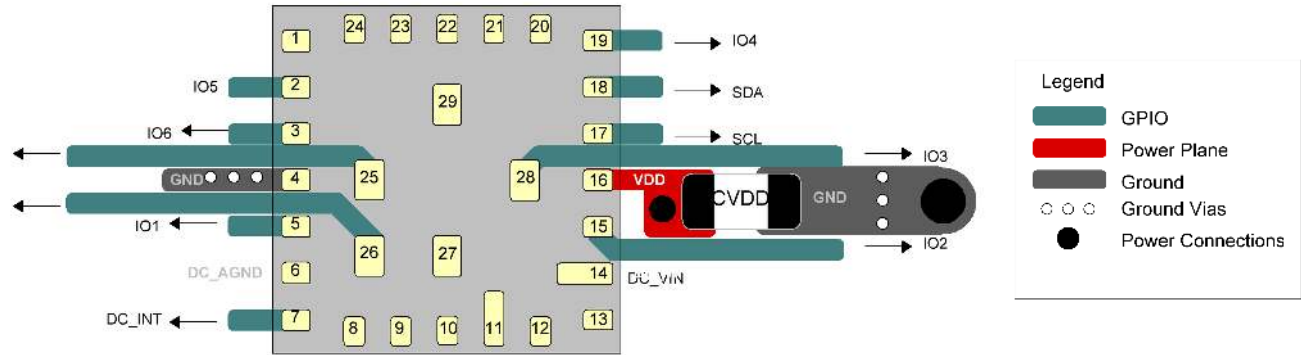 24 23 22 21 20
1 19 IO4
IO5 2 18 SDA
29
IO6 3 17 SCL
IO3
GND 4 25 28 16 VDD CVDD GND
IO1 5 15 IO2
26 27
DC_AGND 6 14 DC_VIN
DC_INT 7 13
8 9 10 11 12
Legend
GPIO
Power Plane
Ground
Ground Vias
Power Connections